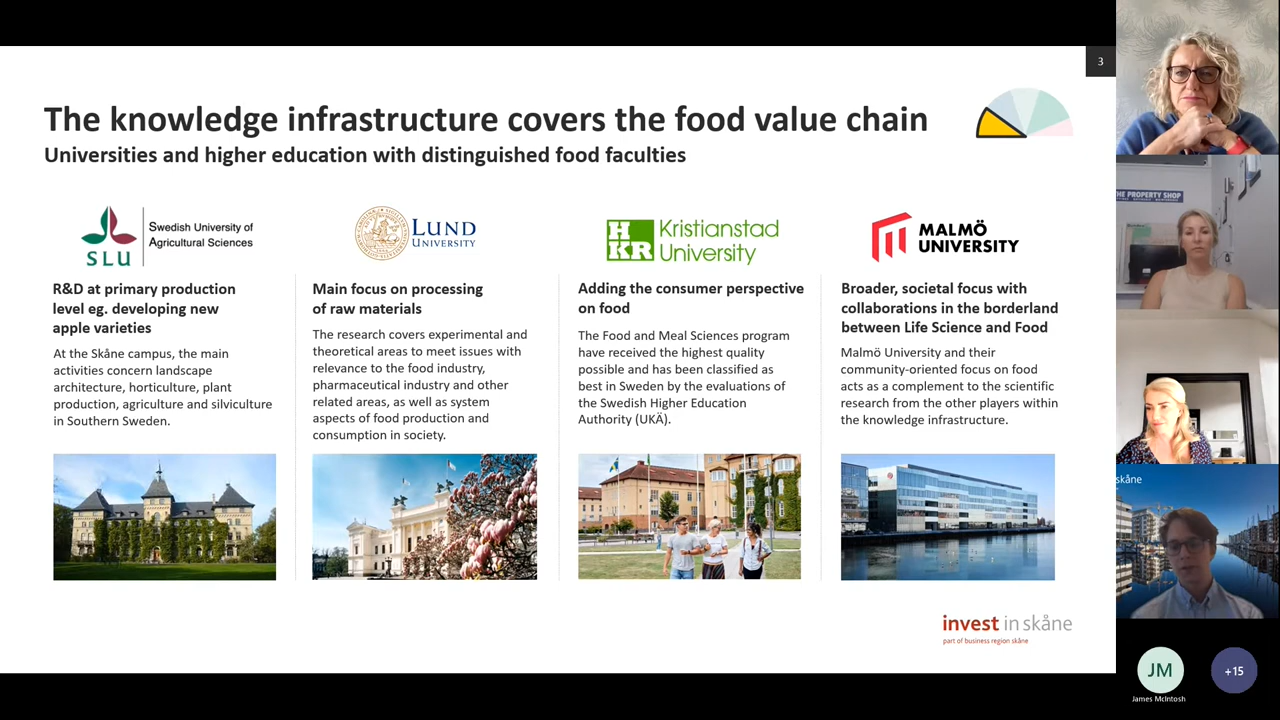 3
The knowledge infrastructure covers the food value chain
Universities and higher education with distinguished food faculties
SLU
Swedish University of
Agricultural Sciences
R&D at primary production
level eg. developing new
apple varieties
At the Skåne campus, the main
activities concern landscape
architecture, horticulture, plant
production, agriculture and silviculture
in Southern Sweden.
LUND
UNIVERSITY
Main focus on processing
of raw materials
The research covers experimental and
theoretical areas to meet issues with
relevance to the food industry,
pharmaceutical industry and other
related areas, as well as system
aspects of food production and
consumption in society.
H
KR
Kristianstad
University
Adding the consumer perspective
on food
The Food and Meal Sciences program
have received the highest quality
possible and has been classified as
best in Sweden by the evaluations of
the Swedish Higher Education
Authority (UKÄ).
MALMÖ
UNIVERSITY
Broader, societal focus with
collaborations in the borderland
between Life Science and Food
Malmö University and their
community-oriented focus on food
acts as a complement to the scientific
research from the other players within
the knowledge infrastructure.
invest in skåne
part of business region skåne
THE PROPERTY SHOP
skåne
JM
James McIntosh
+15